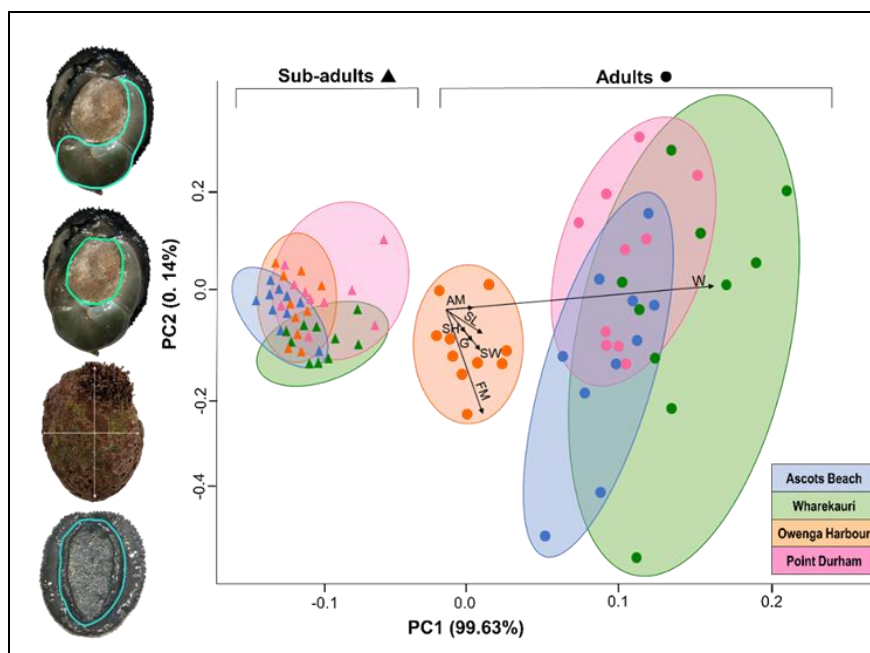 Sub-adults ▲
Adults ●
PC2 (0. 14%)
0.2
0.0
-0.2
-0.4
AM
SL
SH
G
SW
FM
W
Ascots Beach
Wharekauri
Owenga Harbour
Point Durham
-0.1
0.0
0.1
0.2
PC1 (99.63%)